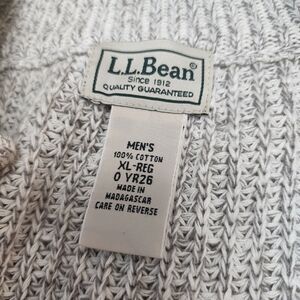 L.L.Bean®
Since 1912
QUALITY GUARANTEED
MEN'S
100% COTTON
XL-REG
0 YR26
MADE IN
MADAGASCAR
CARE ON REVERSE